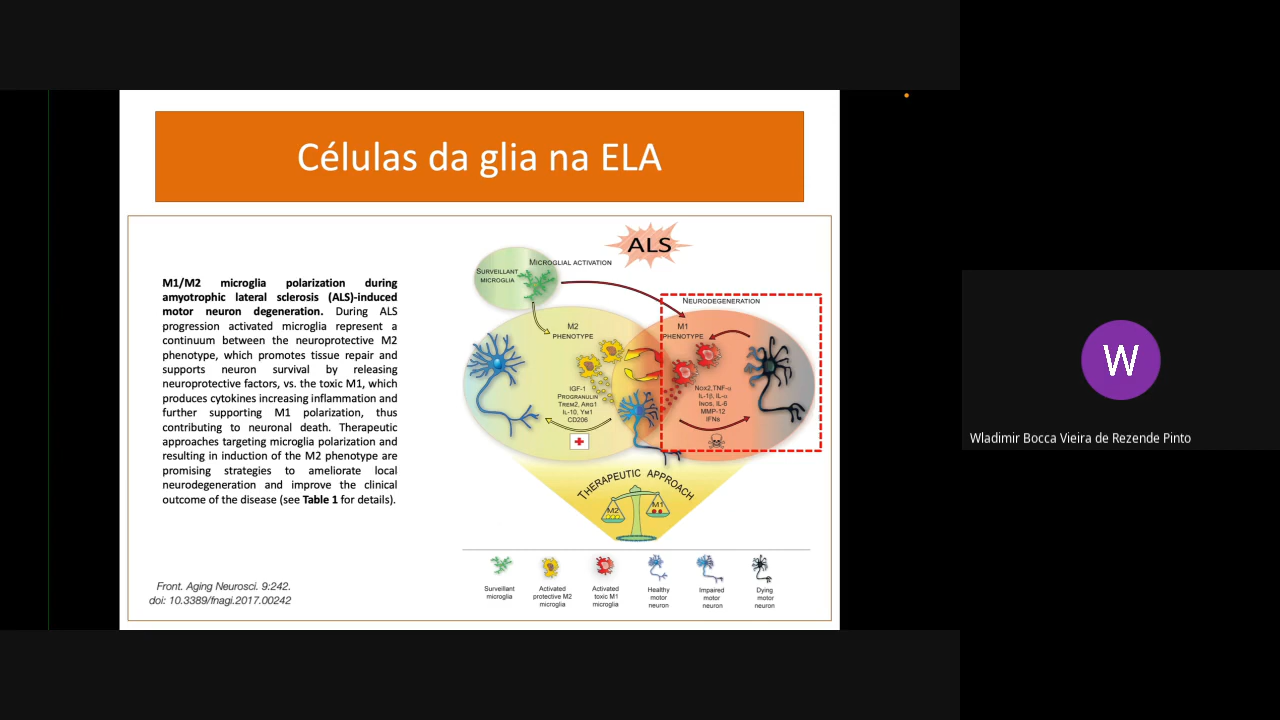 Células da glia na ELA
M1/M2 microglia polarization during
amyotrophic lateral sclerosis (ALS)-induced
motor neuron degeneration. During ALS
progression activated microglia represent a
continuum between the neuroprotective M2
phenotype, which promotes tissue repair and
supports neuron survival by releasing
neuroprotective factors, vs. the toxic M1, which
produces cytokines increasing inflammation and
further supporting M1 polarization, thus
contributing to neuronal death. Therapeutic
approaches targeting microglia polarization and
resulting in induction of the M2 phenotype are
promising strategies to ameliorate local
neurodegeneration and improve the clinical
outcome of the disease (see Table 1 for details).
Front. Aging Neurosci. 9:242.
doi: 10.3389/fnagi.2017.00242
ALS
MICROGLIAL ACTIVATION
SURVEILLANT
MICROGLIA
NEURODEGENERATION
M2
PHENOTYPE
M1
PHENOTYPE
IGF-1
PROGRANULIN
TREM2, ARG1
IL-10, YM1
CD206
NOX2,TNF-α
IL-1β, IL-α
INOS, IL-6
MMP-12
IFNs
THERAPEUTIC APPROACH
M2
M1
Surveillant
microglia
Activated
protective M2
microglia
Activated
toxic M1
microglia
Healthy
motor
neuron
Impaired
motor
neuron
Dying
motor
neuron
W
Wladimir Bocca Vieira de Rezende Pinto